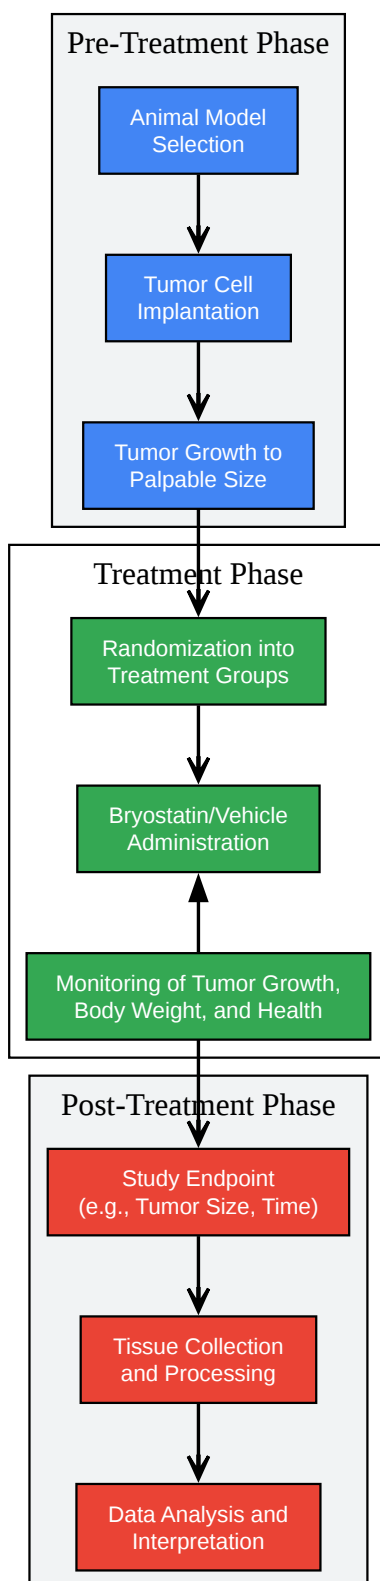 Pre-Treatment Phase
Animal Model
Selection
Tumor Cell
Implantation
Tumor Growth to
Palpable Size
Treatment Phase
Randomization into
Treatment Groups
Bryostatin/Vehicle
Administration
Monitoring of Tumor Growth,
Body Weight, and Health
Post-Treatment Phase
Study Endpoint
(e.g., Tumor Size, Time)
Tissue Collection
and Processing
Data Analysis and
Interpretation